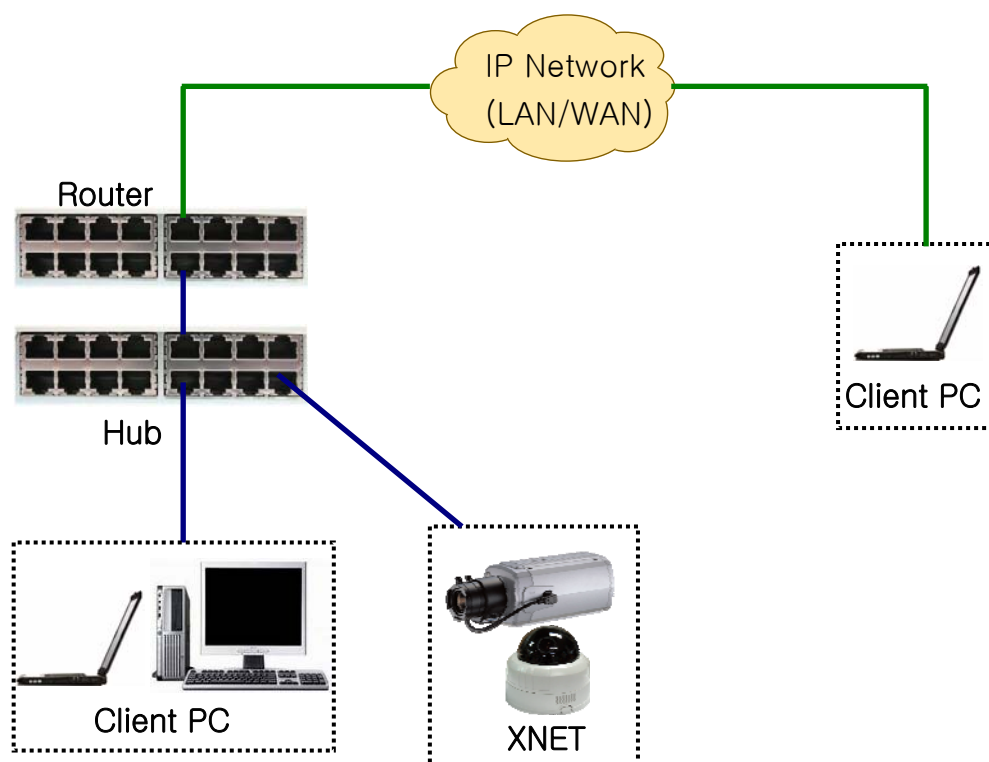 IP Network
(LAN/WAN)
Router
Client PC
Hub
Client PC
XNET